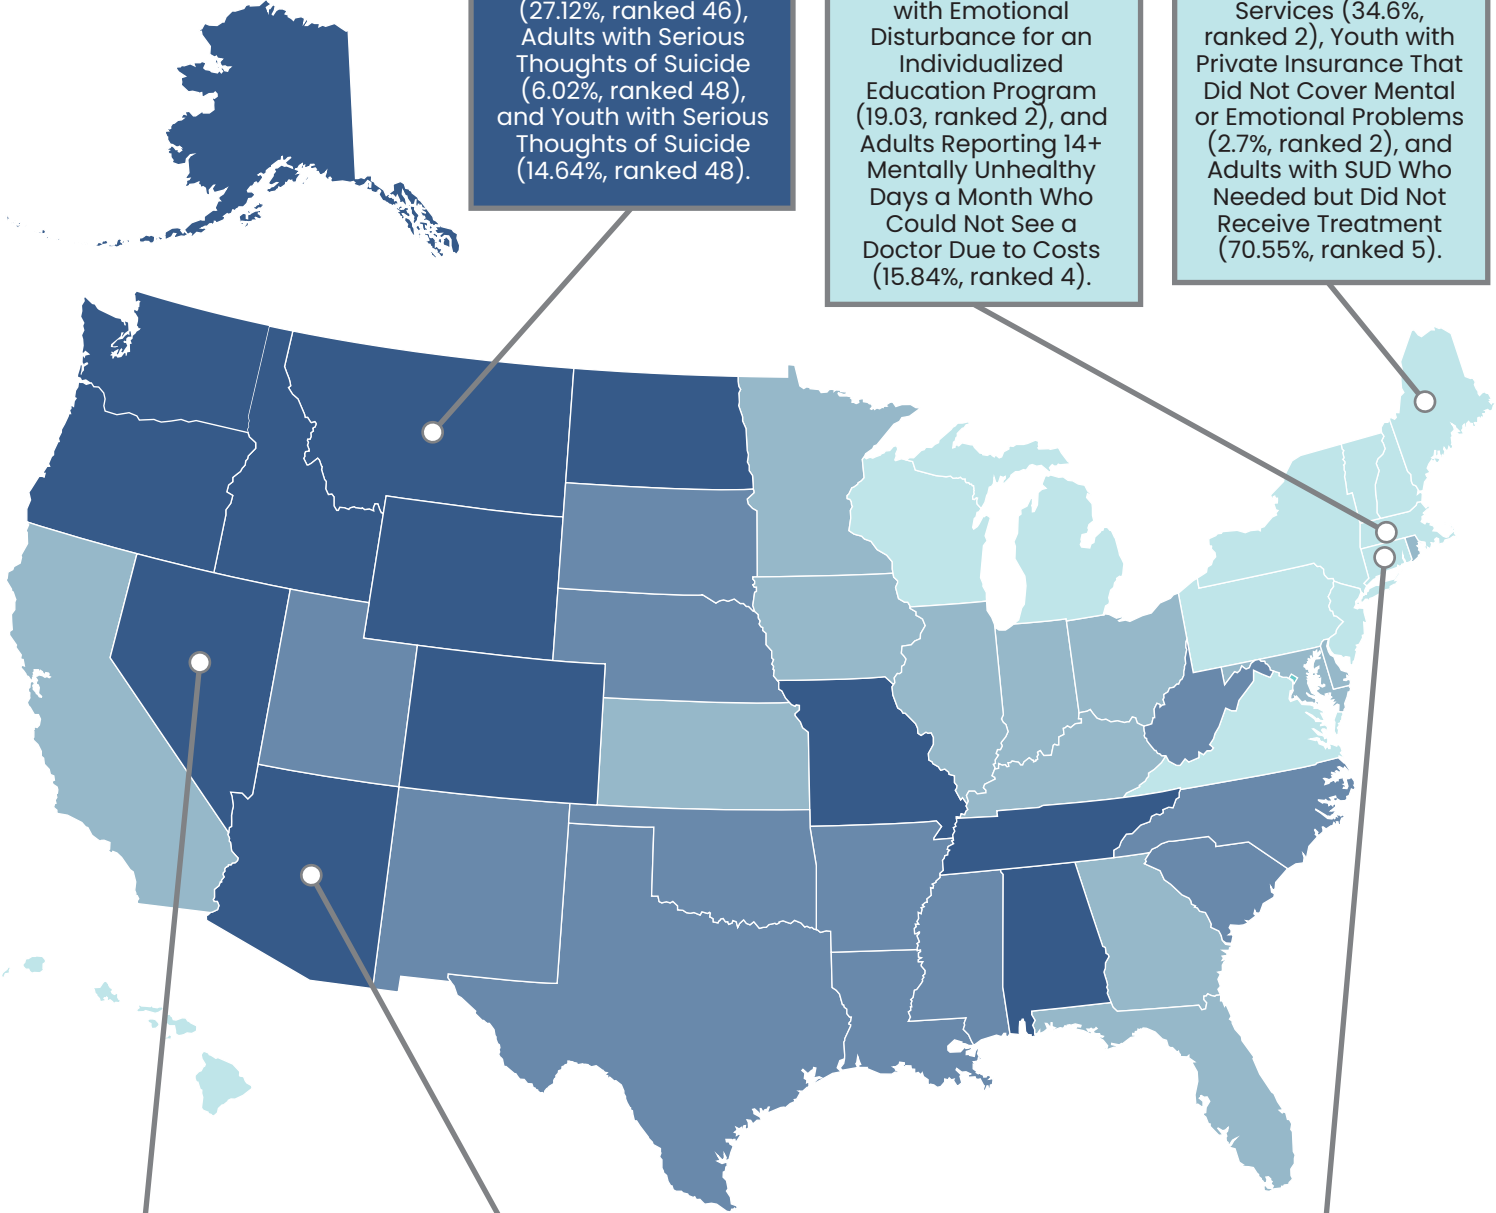 (27.12%, ranked 46),
Adults with Serious
Thoughts of Suicide
(6.02%, ranked 48),
and Youth with Serious
Thoughts of Suicide
(14.64%, ranked 48).
with Emotional
Disturbance for an
Individualized
Education Program
(19.03, ranked 2), and
Adults Reporting 14+
Mentally Unhealthy
Days a Month Who
Could Not See a
Doctor Due to Costs
(15.84%, ranked 4).
Services (34.6%,
ranked 2), Youth with
Private Insurance That
Did Not Cover Mental
or Emotional Problems
(2.7%, ranked 2), and
Adults with SUD Who
Needed but Did Not
Receive Treatment
(70.55%, ranked 5).